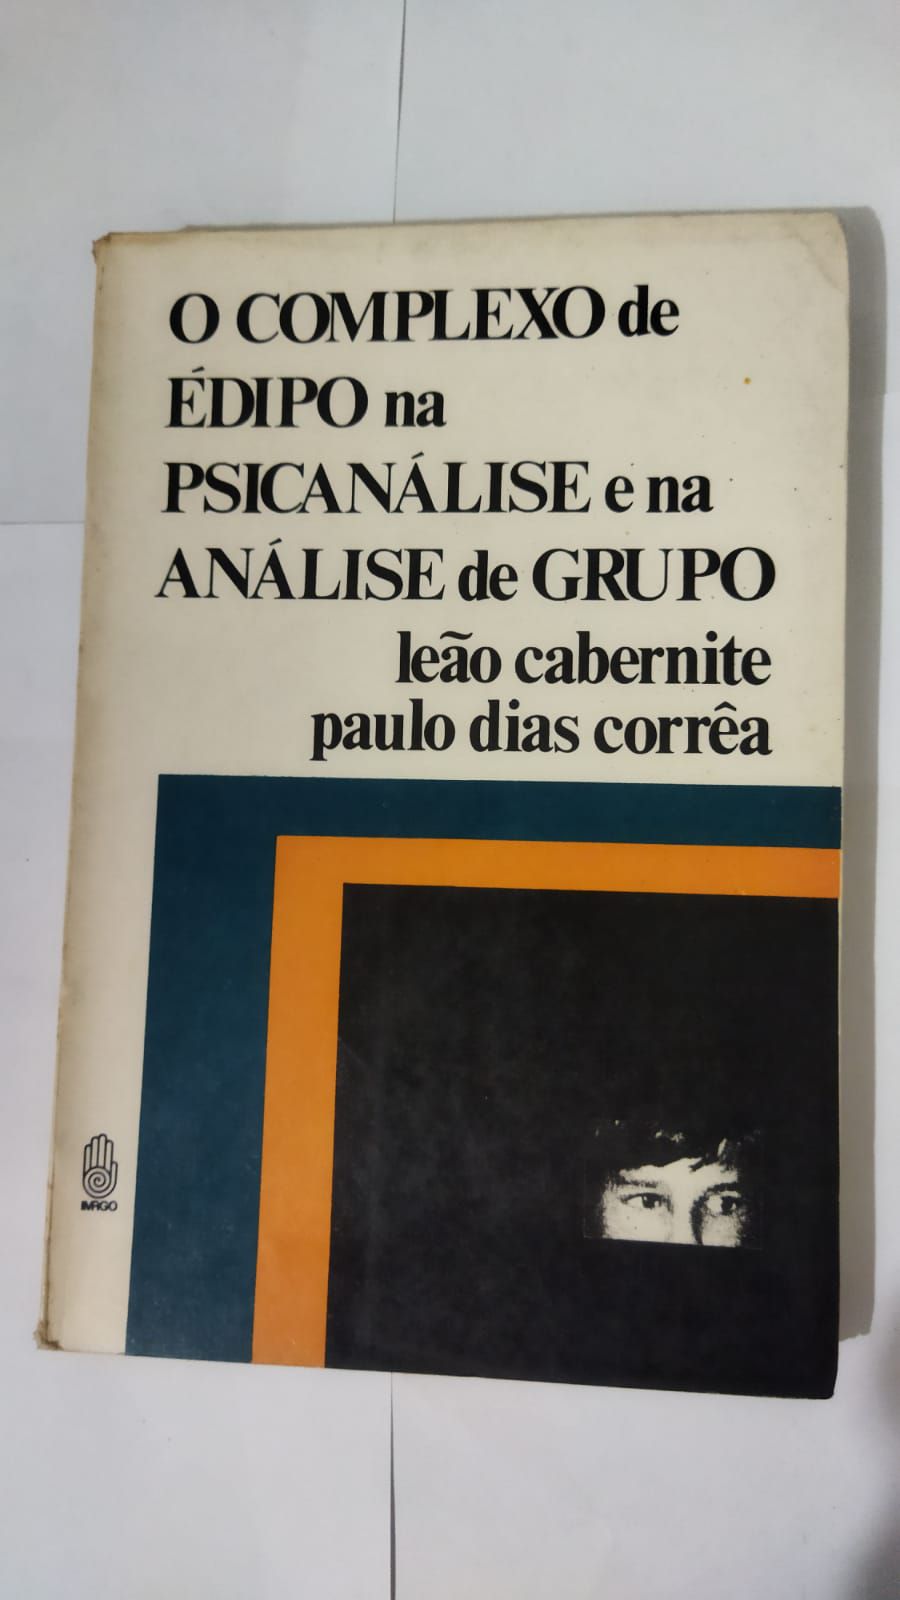 O COMPLEXO de
ÉDIPO na
PSICANÁLISE e na
ANÁLISE de GRUPO
leão cabernite
paulo dias corrêa
IMAGO